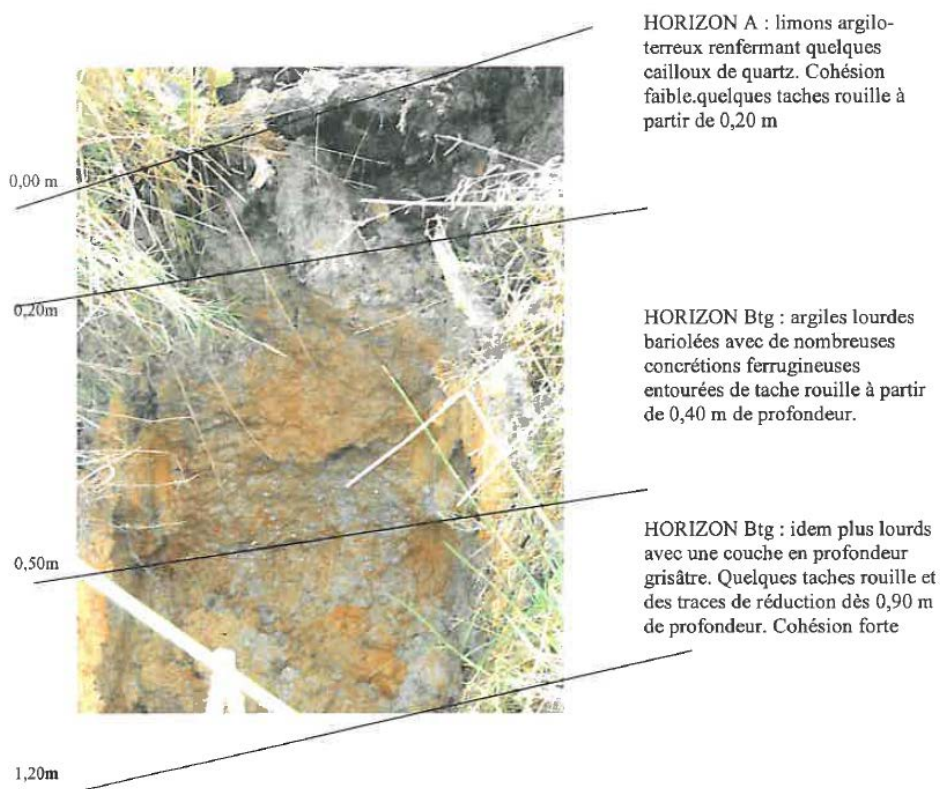 HORIZON A : limons argilo-
terreux renfermant quelques
cailloux de quartz. Cohésion
faible.quelques taches rouille à
partir de 0,20 m
0,00 m
0,20m
HORIZON Btg : argiles lourdes
bariolées avec de nombreuses
concrétions ferrugineuses
entourées de tache rouille à partir
de 0,40 m de profondeur.
HORIZON Btg : idem plus lourds
avec une couche en profondeur
grisâtre. Quelques taches rouille et
des traces de réduction dès 0,90 m
de profondeur. Cohésion forte
0,50m
1,20m